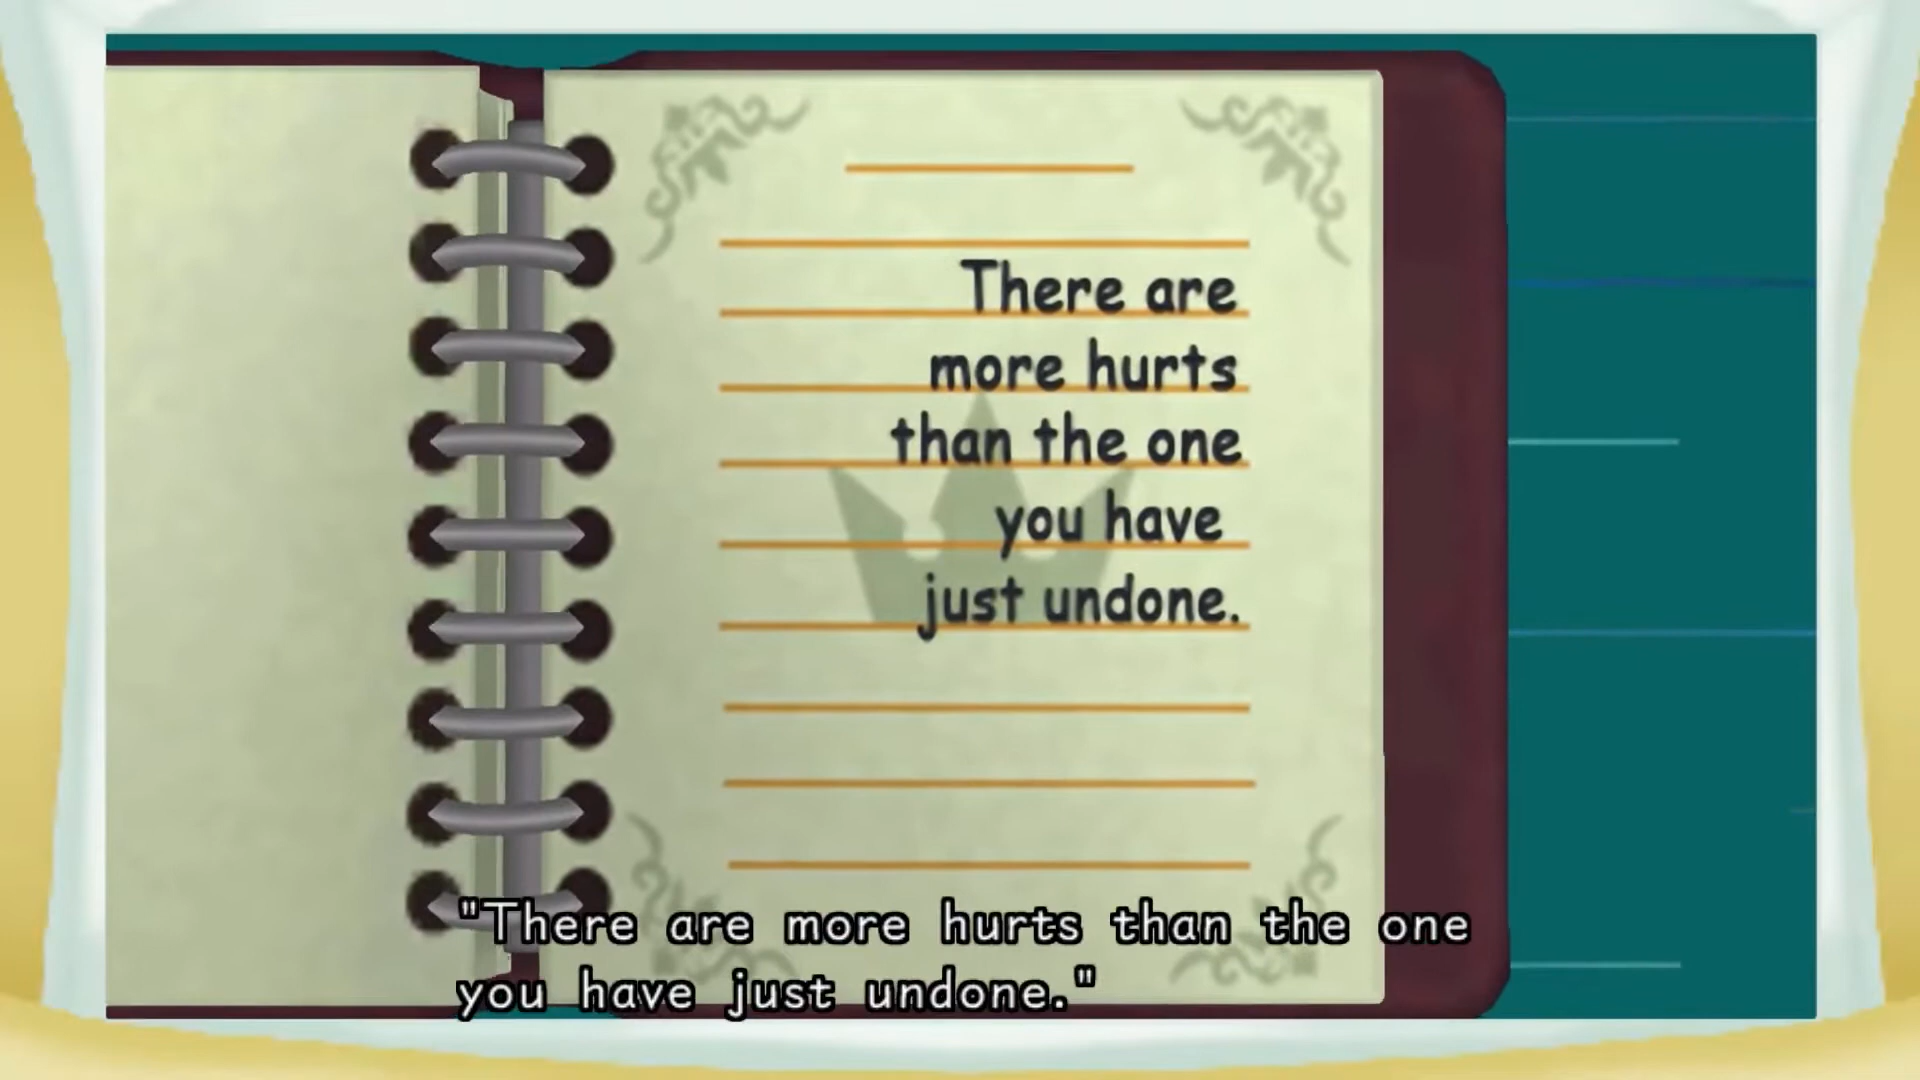 There are
more hurts
than the one
you have
just undone.
"There are more hurts than the one
you have just undone."